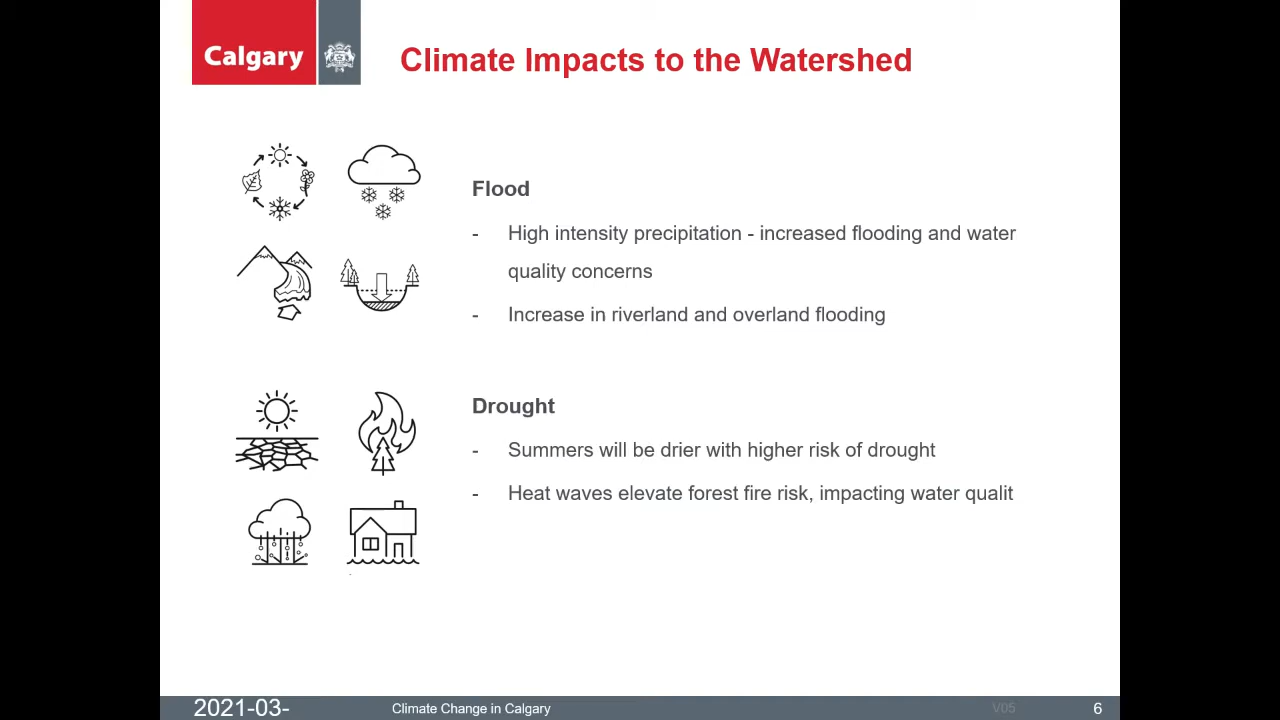 Calgary
Climate Impacts to the Watershed
Flood
- High intensity precipitation - increased flooding and water
quality concerns
- Increase in riverland and overland flooding
Drought
- Summers will be drier with higher risk of drought
- Heat waves elevate forest fire risk, impacting water qualit
2021-03-
Climate Change in Calgary
V05
6